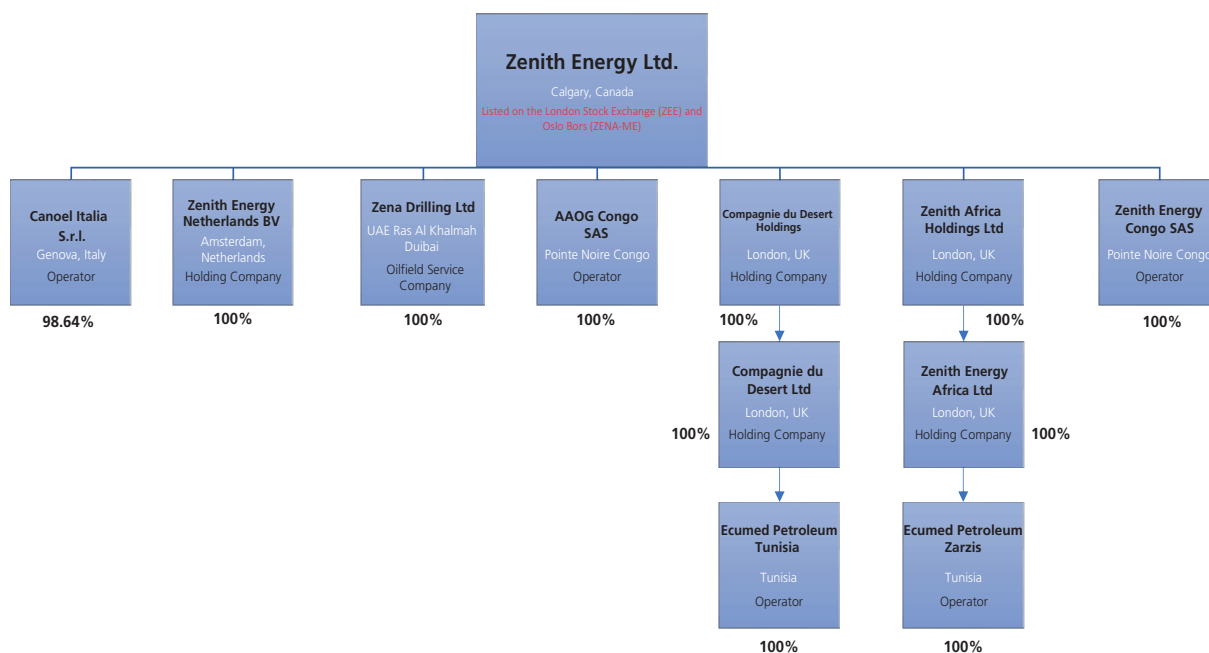 Zenith Energy Ltd.
Calgary, Canada
Listed on the London Stock Exchange (ZEE) and
Oslo Bors (ZENA-ME)
Canoel Italia
S.r.l.
Genova, Italy
Operator
98.64%
Zenith Energy
Netherlands BV
Amsterdam,
Netherlands
Holding Company
100%
Zena Drilling Ltd
UAE Ras Al Khalmah
Duibai
Oilfield Service
Company
100%
AAOG Congo
SAS
Pointe Noire Congo
Operator
100%
Compagnie du Desert
Holdings
London, UK
Holding Company
100%
Zenith Africa
Holdings Ltd
London, UK
Holding Company
100%
Zenith Energy
Congo SAS
Pointe Noire Congo
Operator
100%
Compagnie du
Desert Ltd
London, UK
Holding Company
100%
Zenith Energy
Africa Ltd
London, UK
Holding Company
100%
Ecumed Petroleum
Tunisia
Tunisia
Operator
100%
Ecumed Petroleum
Zarzis
Tunisia
Operator
100%